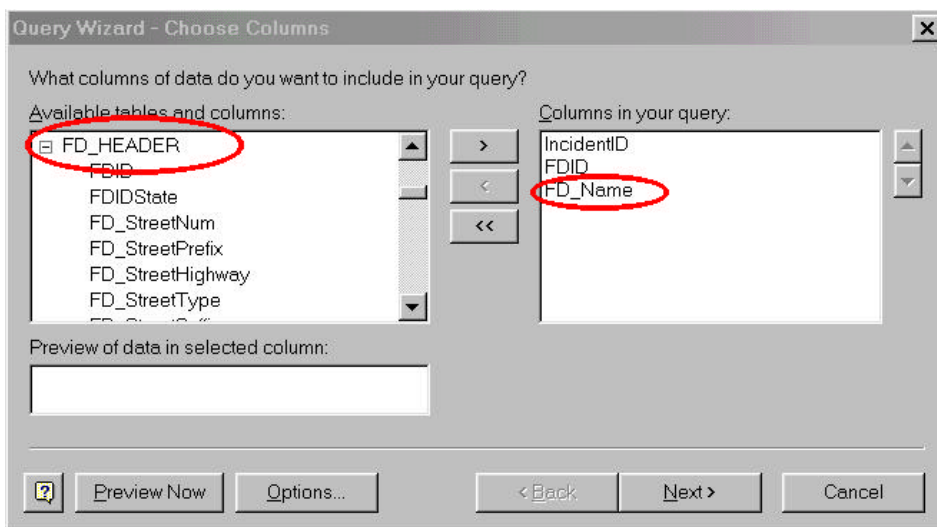 Query Wizard - Choose Columns
What columns of data do you want to include in your query?
Available tables and columns:
FD_HEADER
FDID
FDIDState
FD_StreetNum
FD_StreetPrefix
FD_StreetHighway
FD_StreetType
>
<
<<
Columns in your query:
IncidentID
FDID
FD_Name
Preview of data in selected column:
?
Preview Now
Options...
< Back
Next >
Cancel